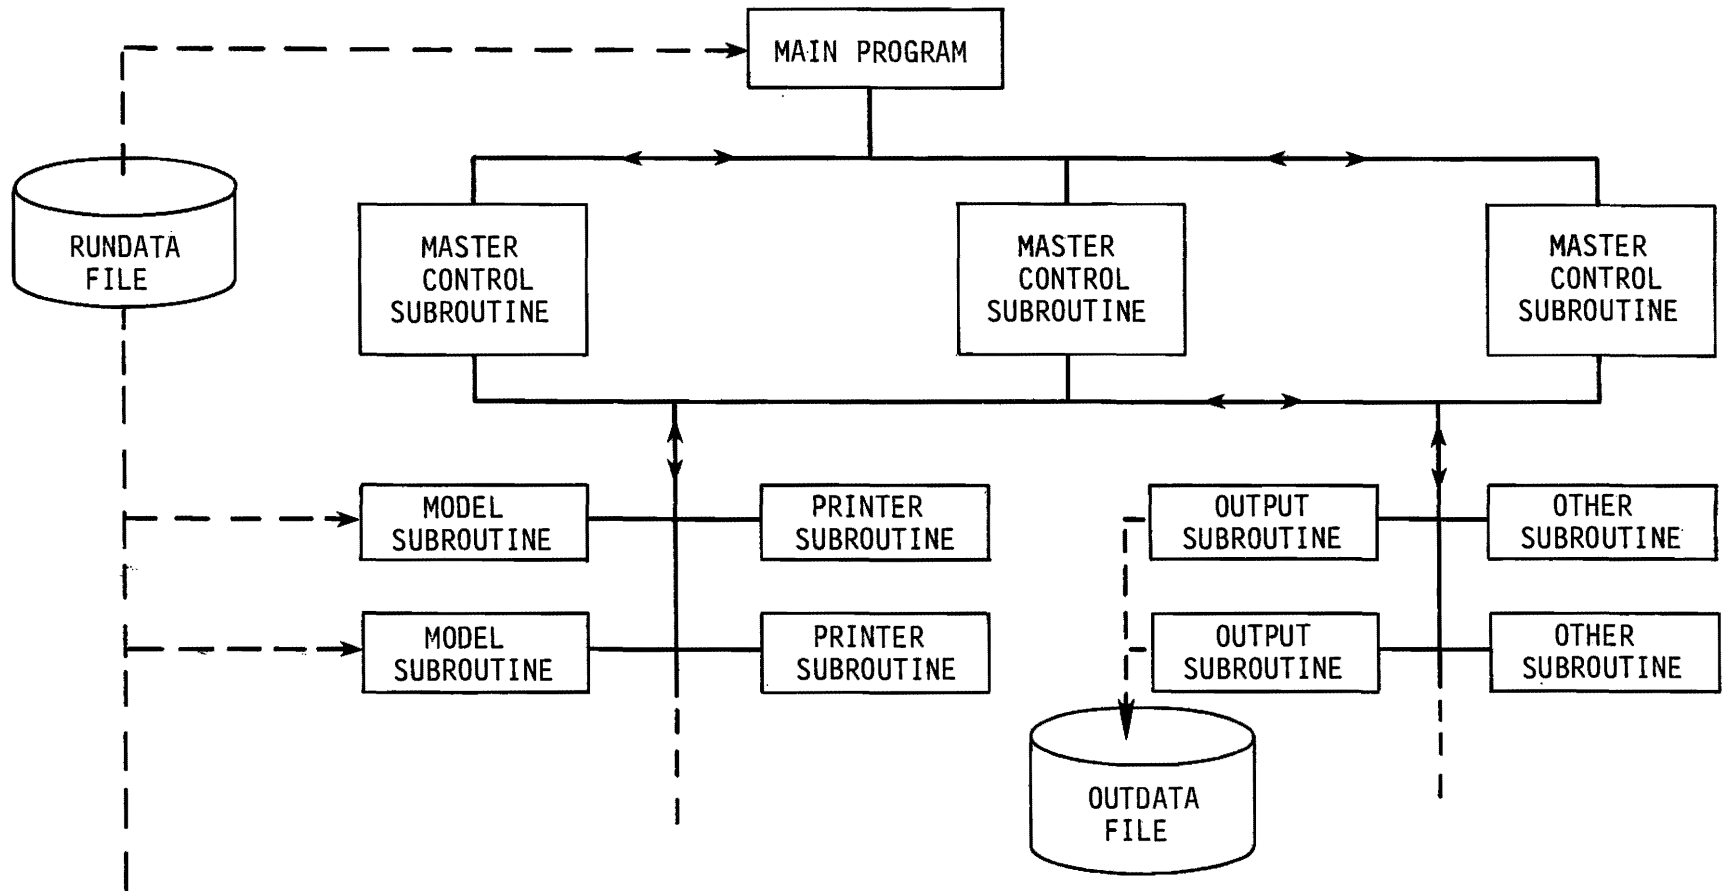 MAIN PROGRAM
RUNDATA
FILE
MASTER
CONTROL
SUBROUTINE
MASTER
CONTROL
SUBROUTINE
MASTER
CONTROL
SUBROUTINE
MODEL
SUBROUTINE
PRINTER
SUBROUTINE
OUTPUT
SUBROUTINE
OTHER
SUBROUTINE
MODEL
SUBROUTINE
PRINTER
SUBROUTINE
OUTPUT
SUBROUTINE
OTHER
SUBROUTINE
OUTDATA
FILE